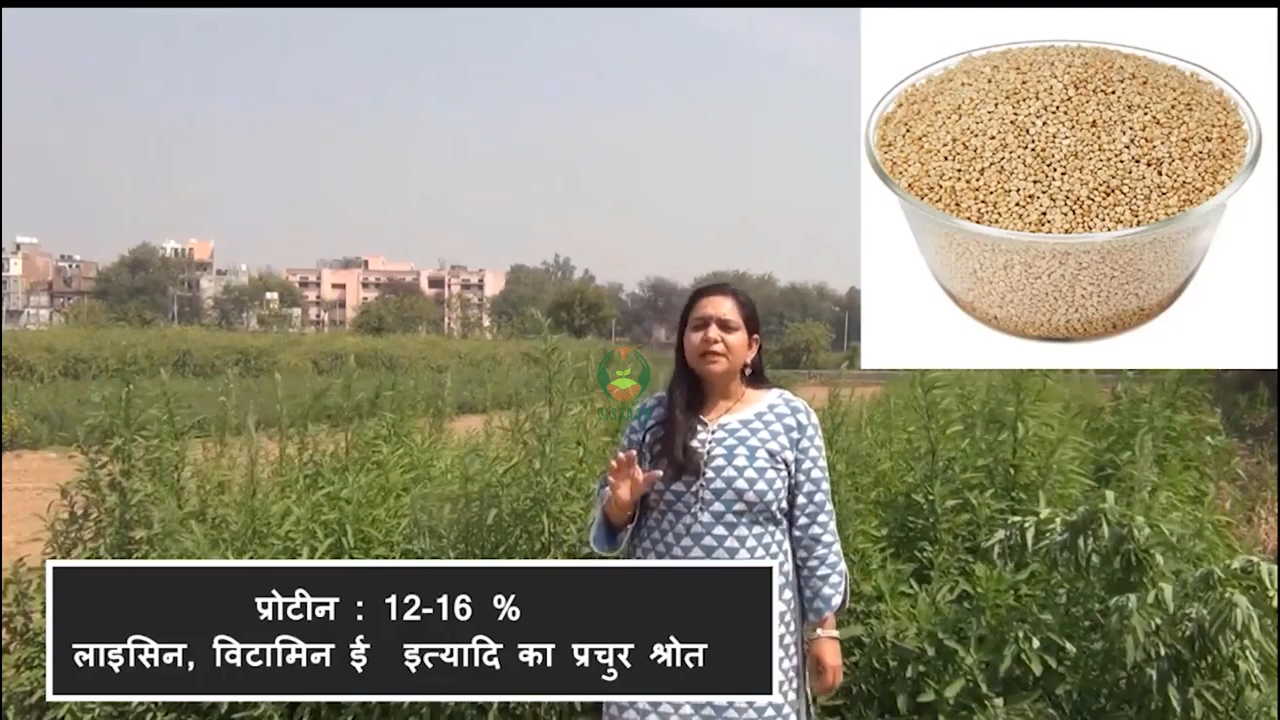 प्रोटीन : 12-16 %
लाइसिन, विटामिन ई इत्यादि का प्रचुर श्रोत